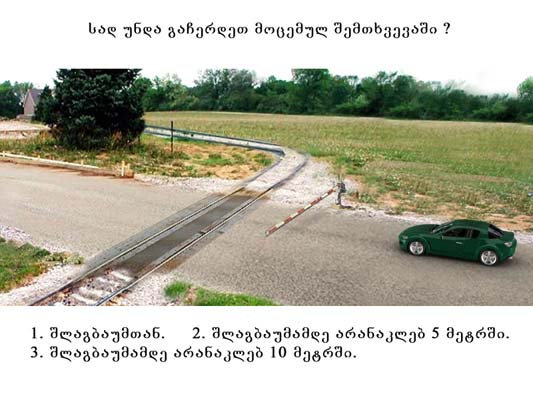 სად უნდა გაჩერდეთ მოცემულ შემთხვევაში ?
1. შლაგბაუმთან. 2. შლაგბაუმამდე არანაკლებ 5 მეტრში.
3. შლაგბაუმამდე არანაკლებ 10 მეტრში.